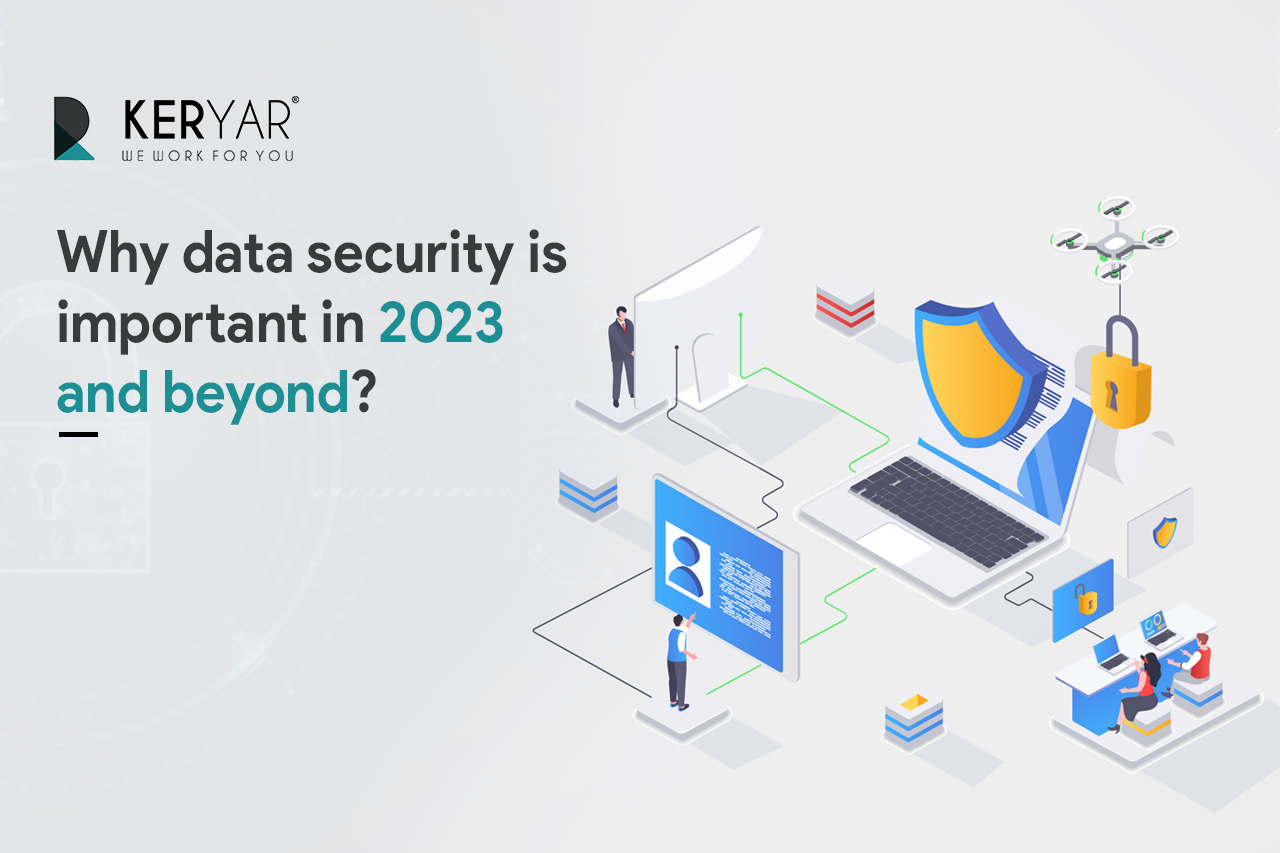 KERYAR®
WE WORK FOR YOU
Why data security is
important in 2023
and beyond?